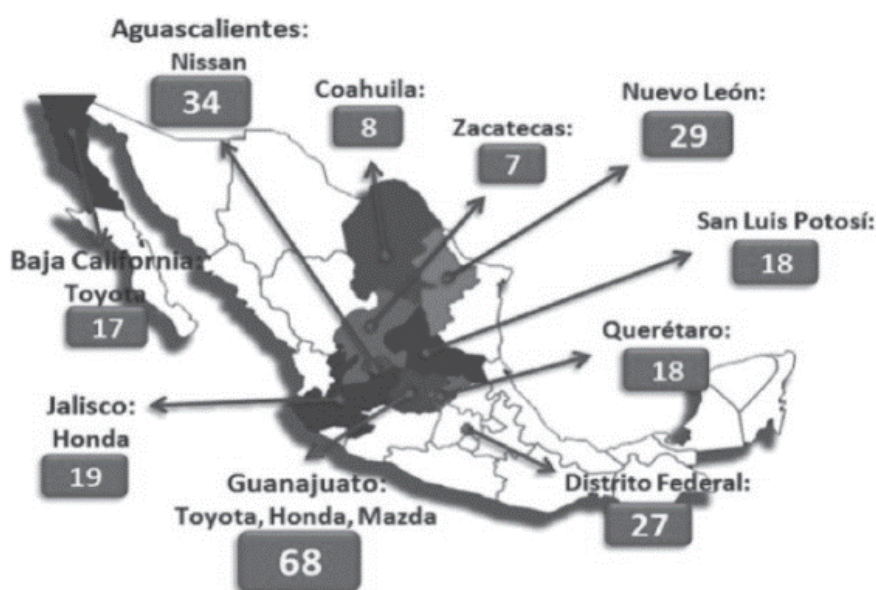 Aguascalientes:
Nissan
34
Coahuila:
8
Zacatecas:
7
Nuevo León:
29
San Luis Potosí:
18
Baja California:
Toyota
17
Querétaro:
18
Jalisco:
Honda
19
Guanajuato:
Toyota, Honda, Mazda
68
Distrito Federal:
27